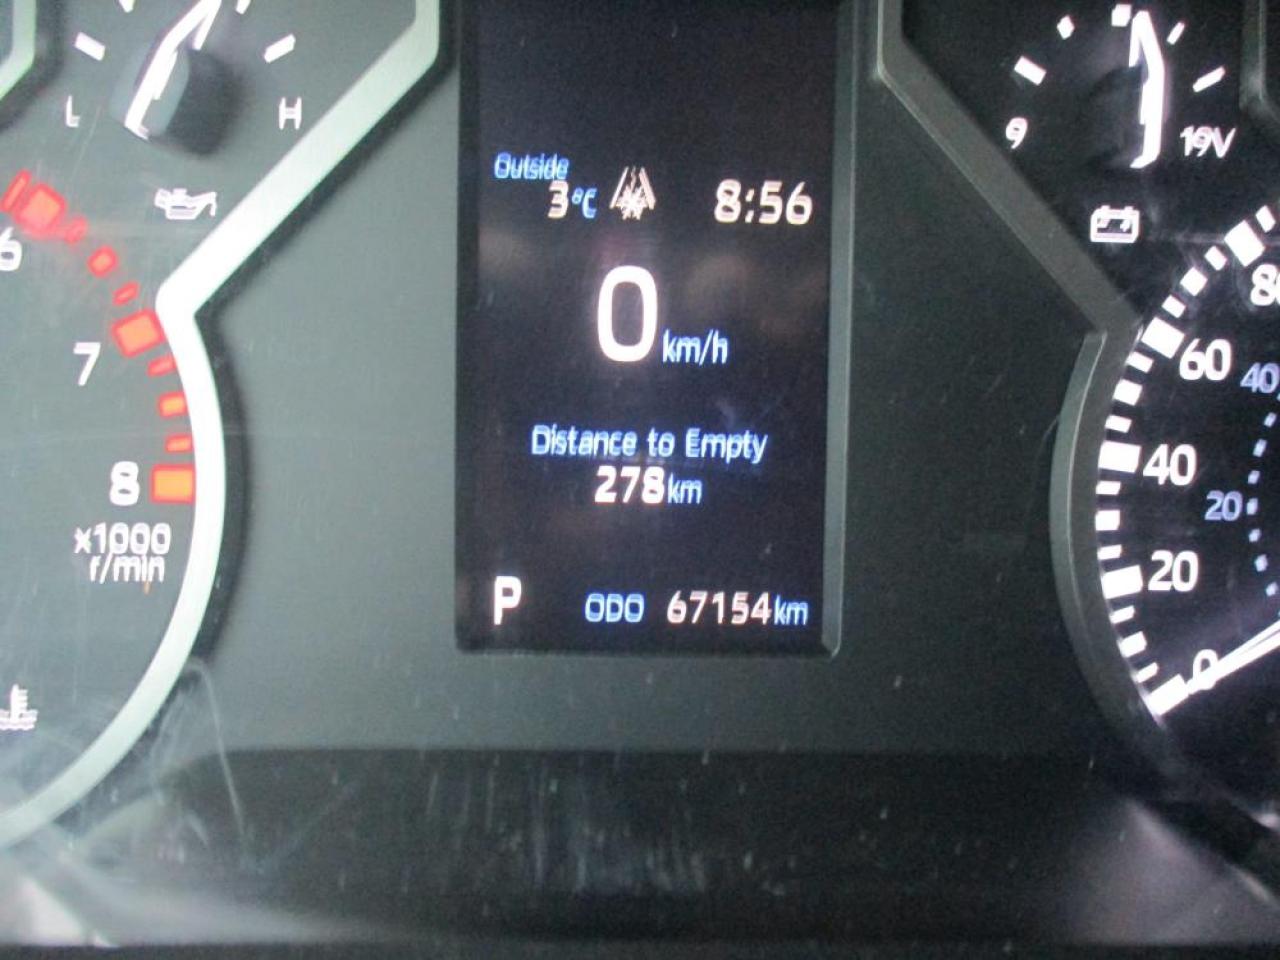 L H
9 19V
Outside
3°C 8:56
6
80
0 km/h
7
60
40
Distance to Empty
278km
8
40
20
x1000
r/min
20
P ODO 67154km
0